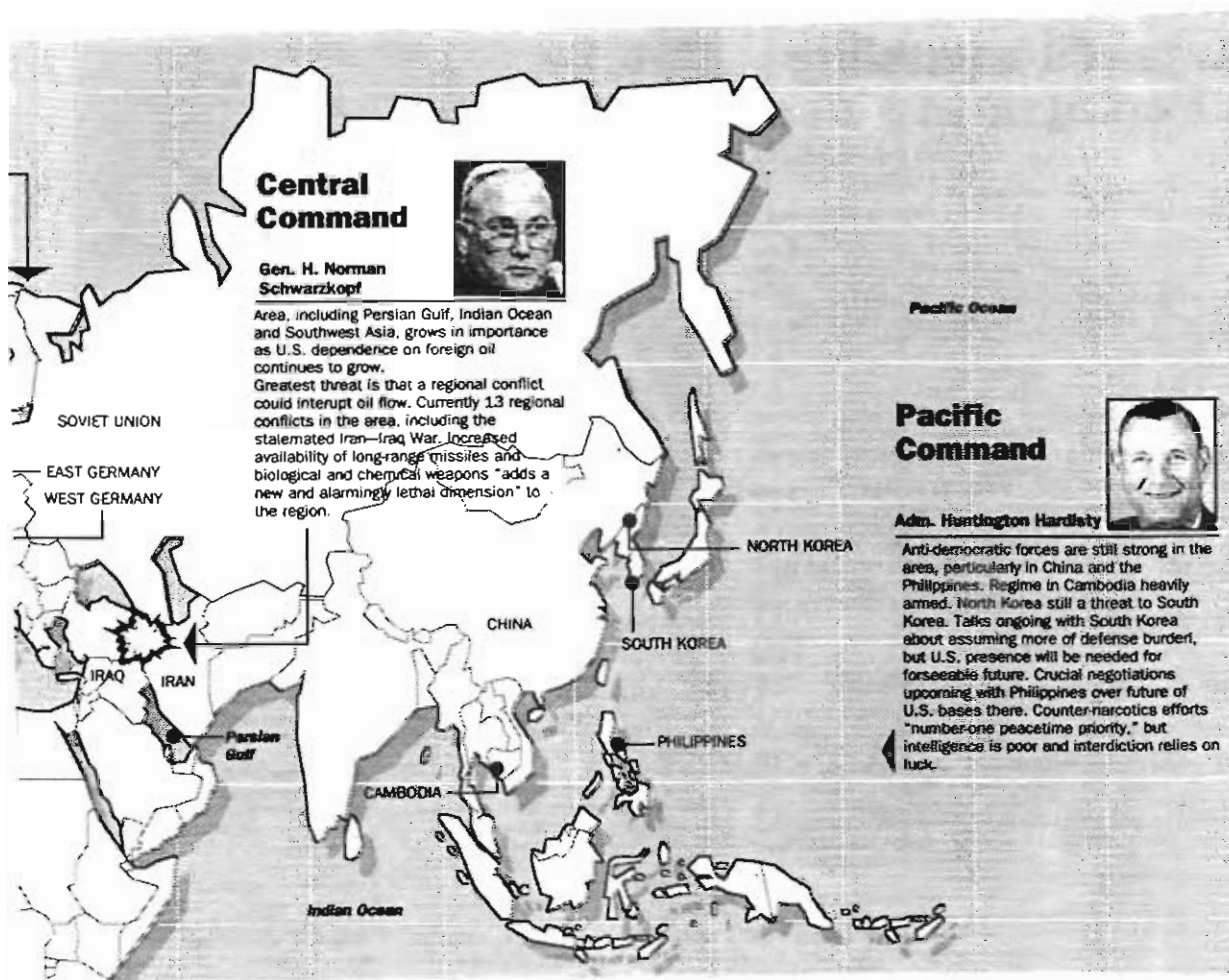 Central
Command
Gen. H. Norman
Schwarzkopf
Area, including Persian Gulf, Indian Ocean
and Southwest Asia, grows in importance
as U.S. dependence on foreign oil
continues to grow.
Greatest threat is that a regional conflict
could interupt oil flow. Currently 13 regional
conflicts in the area, including the
stalemated Iran—Iraq War. Increased
availability of long-range missiles and
biological and chemical weapons "adds a
new and alarmingly lethal dimension" to
the region.
SOVIET UNION
EAST GERMANY
WEST GERMANY
IRAQ
IRAN
Persian
Gulf
CHINA
NORTH KOREA
SOUTH KOREA
PHILIPPINES
CAMBODIA
Indian Ocean
Pacific Ocean
Pacific
Command
Adm. Huntington Hardisty
Anti-democratic forces are still strong in the
area, particularly in China and the
Philippines. Regime in Cambodia heavily
armed. North Korea still a threat to South
Korea. Talks ongoing with South Korea
about assuming more of defense burden,
but U.S. presence will be needed for
forseeable future. Crucial negotiations
upcoming with Philippines over future of
U.S. bases there. Counter-narcotics efforts
"number-one peacetime priority," but
intelligence is poor and interdiction relies on
luck.